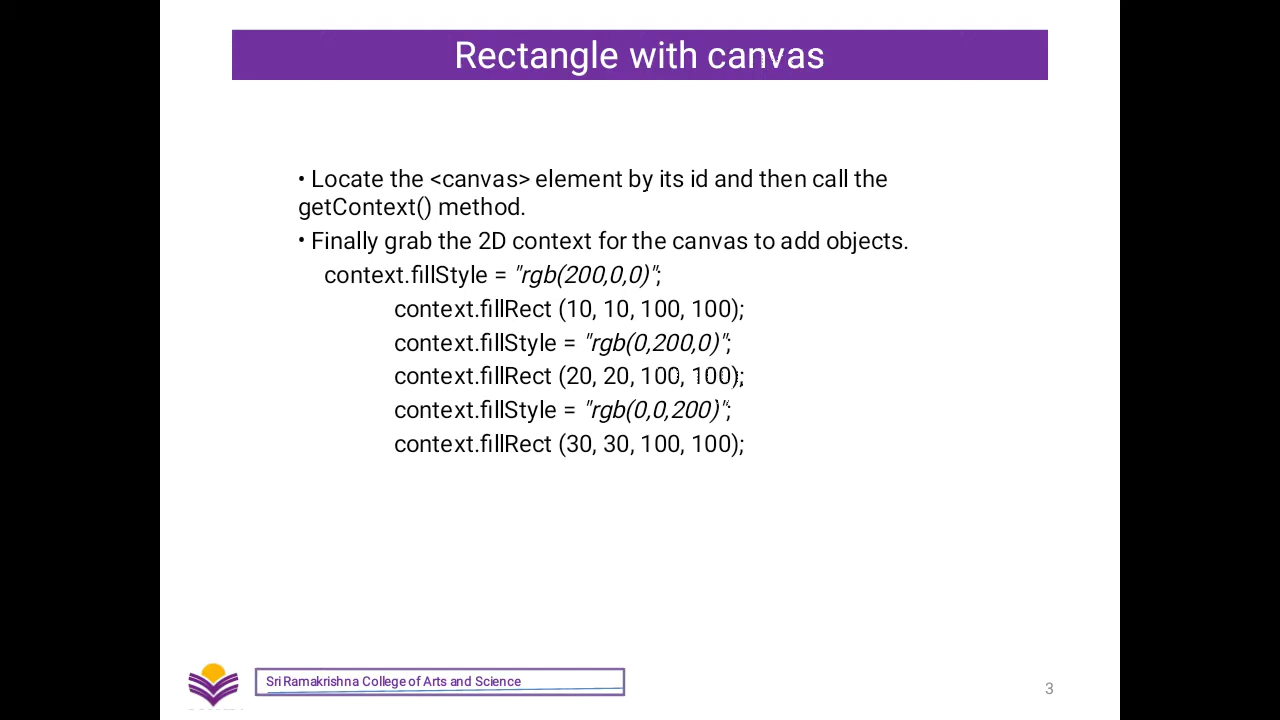 Rectangle with canvas
• Locate the <canvas> element by its id and then call the
getContext() method.
• Finally grab the 2D context for the canvas to add objects.
context.fillStyle = "rgb(200,0,0)";
context.fillRect (10, 10, 100, 100);
context.fillStyle = "rgb(0,200,0)";
context.fillRect (20, 20, 100, 100);
context.fillStyle = "rgb(0,0,200)";
context.fillRect (30, 30, 100, 100);
Sri Ramakrishna College of Arts and Science
3